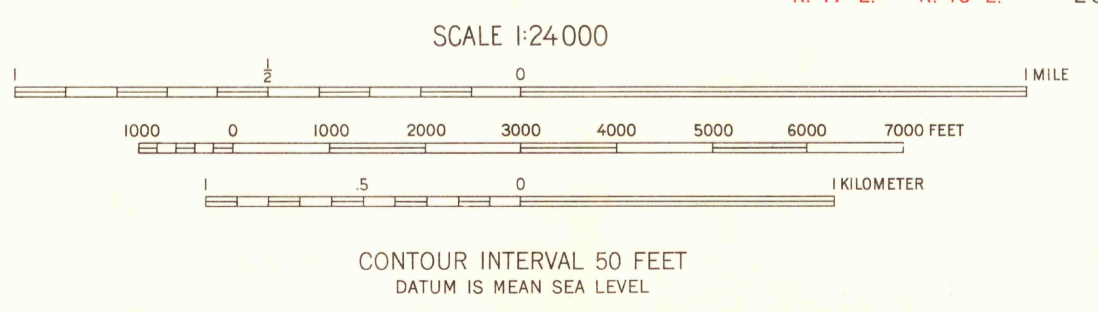 SCALE 1:24000
1 ½ 0 1 MILE
1000 0 1000 2000 3000 4000 5000 6000 7000 FEET
1 .5 0 1 KILOMETER
CONTOUR INTERVAL 50 FEET
DATUM IS MEAN SEA LEVEL